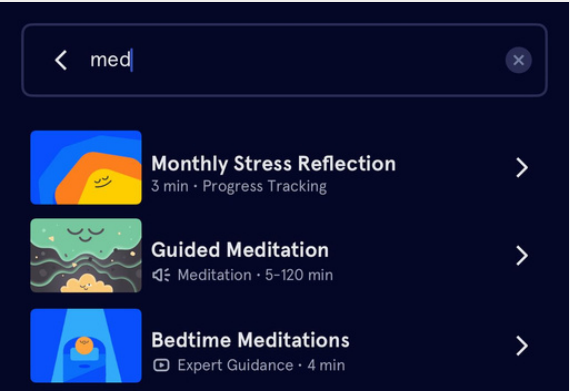 med
Monthly Stress Reflection
3 min · Progress Tracking
Guided Meditation
Meditation · 5-120 min
Bedtime Meditations
Expert Guidance · 4 min